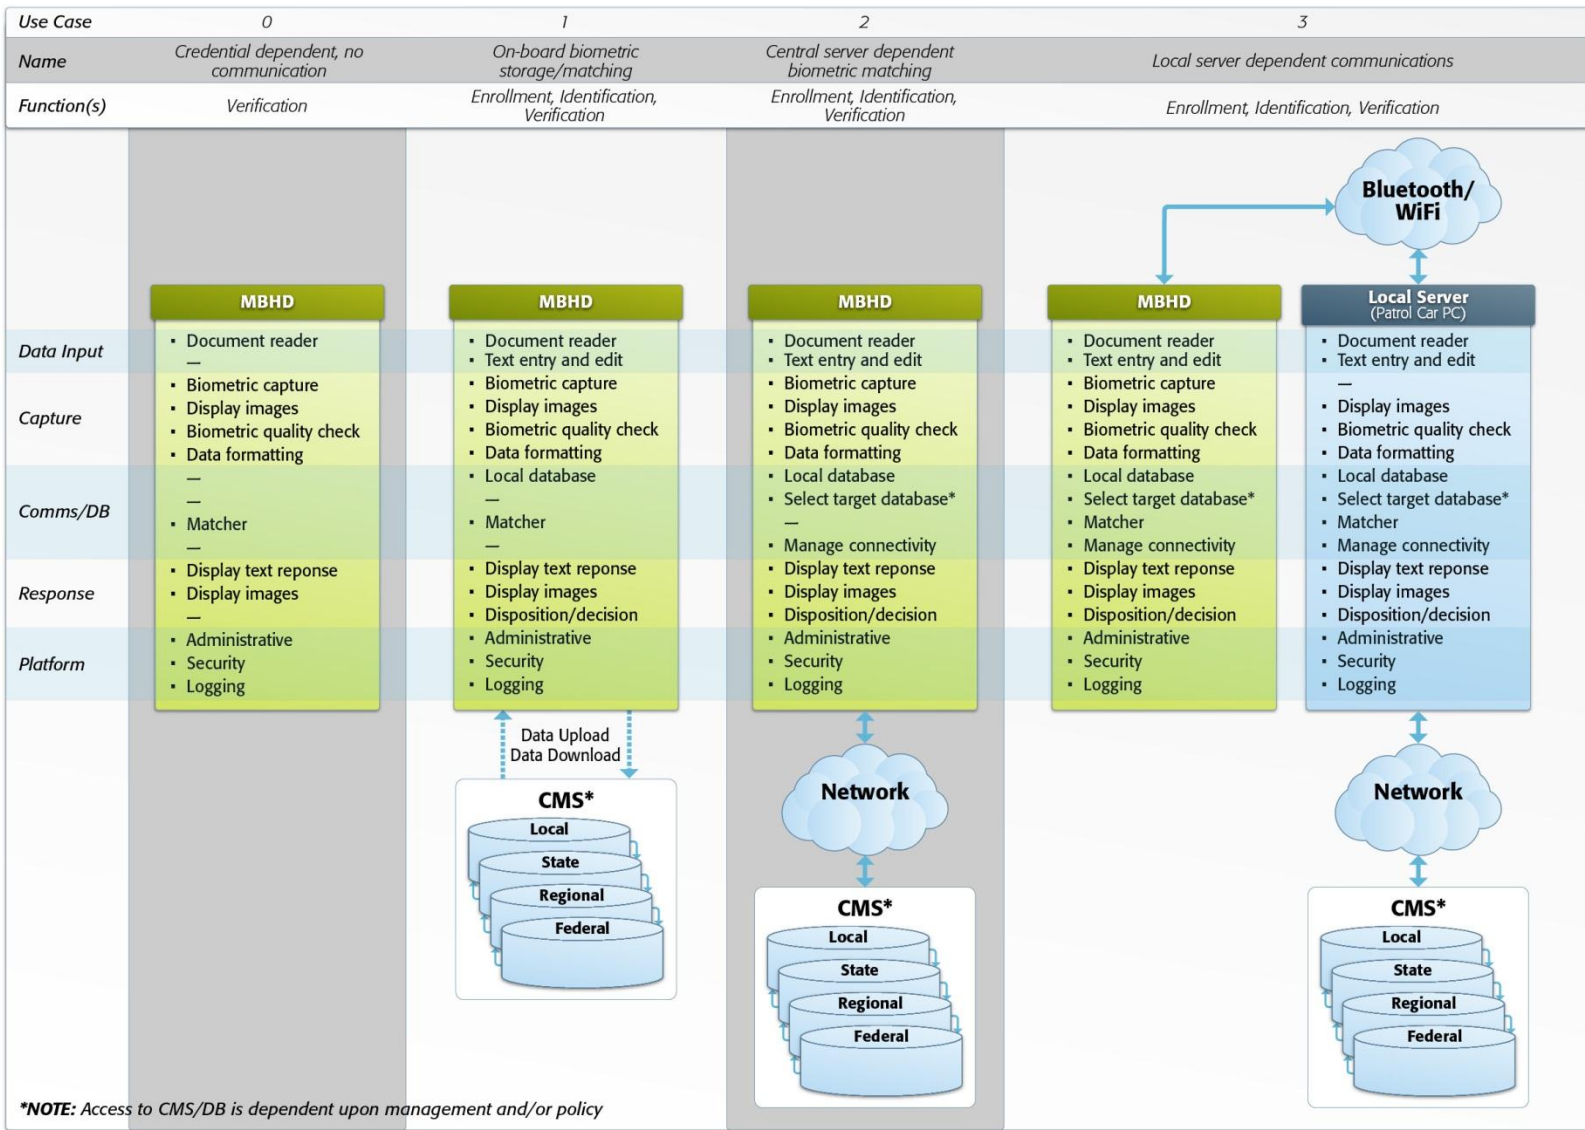 Use Case 0 1 2 3
Name
Credential dependent, no
communication
On-board biometric
storage/matching
Central server dependent
biometric matching
Local server dependent communications
Function(s)
Verification
Enrollment, Identification,
Verification
Enrollment, Identification,
Verification
Enrollment, Identification, Verification
Bluetooth/
WiFi
Data Input
Capture
Comms/DB
Response
Platform
MBHD
▪ Document reader
—
▪ Biometric capture
▪ Display images
▪ Biometric quality check
▪ Data formatting
—
—
▪ Matcher
—
▪ Display text reponse
▪ Display images
—
▪ Administrative
▪ Security
▪ Logging
MBHD
▪ Document reader
▪ Text entry and edit
▪ Biometric capture
▪ Display images
▪ Biometric quality check
▪ Data formatting
▪ Local database
—
▪ Matcher
—
▪ Display text reponse
▪ Display images
▪ Disposition/decision
▪ Administrative
▪ Security
▪ Logging
Data Upload
Data Download
CMS*
Local
State
Regional
Federal
MBHD
▪ Document reader
▪ Text entry and edit
▪ Biometric capture
▪ Display images
▪ Biometric quality check
▪ Data formatting
▪ Local database
▪ Select target database*
—
▪ Manage connectivity
▪ Display text reponse
▪ Display images
▪ Disposition/decision
▪ Administrative
▪ Security
▪ Logging
Network
CMS*
Local
State
Regional
Federal
MBHD
▪ Document reader
▪ Text entry and edit
▪ Biometric capture
▪ Display images
▪ Biometric quality check
▪ Data formatting
▪ Local database
▪ Select target database*
▪ Matcher
▪ Manage connectivity
▪ Display text reponse
▪ Display images
▪ Disposition/decision
▪ Administrative
▪ Security
▪ Logging
Local Server
(Patrol Car PC)
▪ Document reader
▪ Text entry and edit
—
▪ Display images
▪ Biometric quality check
▪ Data formatting
▪ Local database
▪ Select target database*
▪ Matcher
▪ Manage connectivity
▪ Display text reponse
▪ Display images
▪ Disposition/decision
▪ Administrative
▪ Security
▪ Logging
Network
CMS*
Local
State
Regional
Federal
*NOTE: Access to CMS/DB is dependent upon management and/or policy